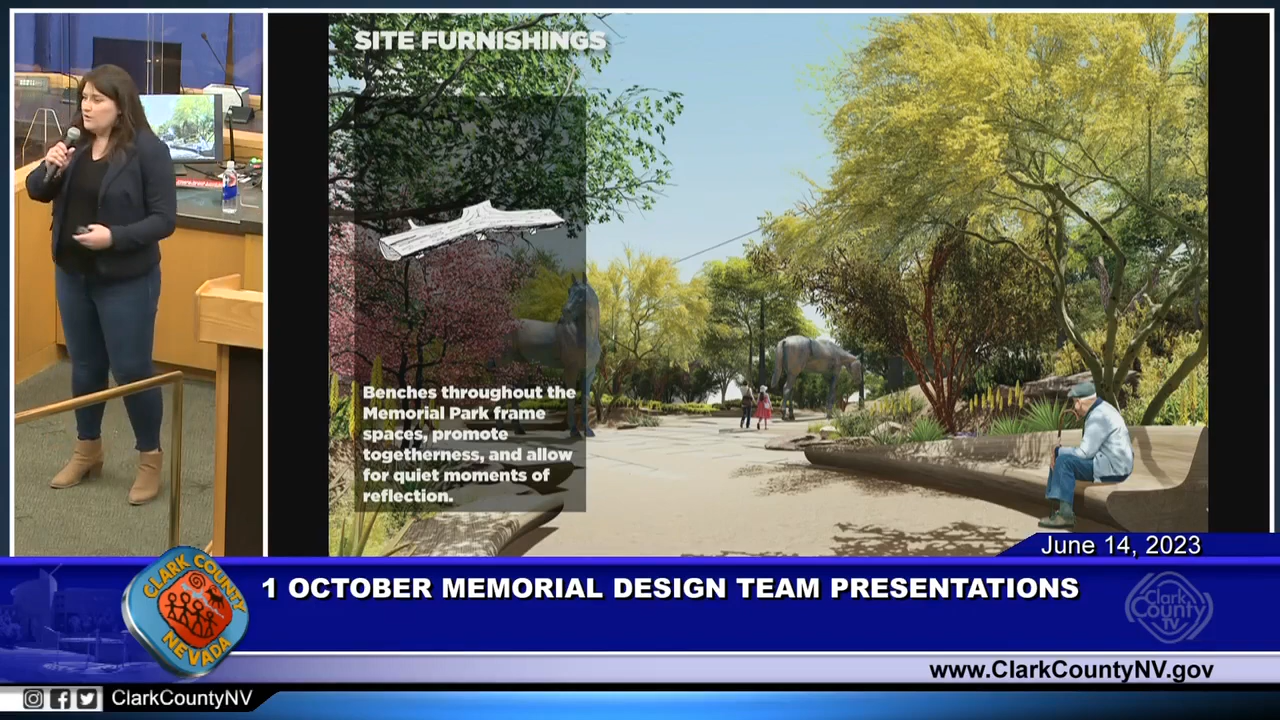 SITE FURNISHINGS
Benches throughout the
Memorial Park frame
spaces, promote
togetherness, and allow
for quiet moments of
reflection.
June 14, 2023
CLARK COUNTY
NEVADA
1 OCTOBER MEMORIAL DESIGN TEAM PRESENTATIONS
Clark
County
TV
www.ClarkCountyNV.gov
ClarkCountyNV